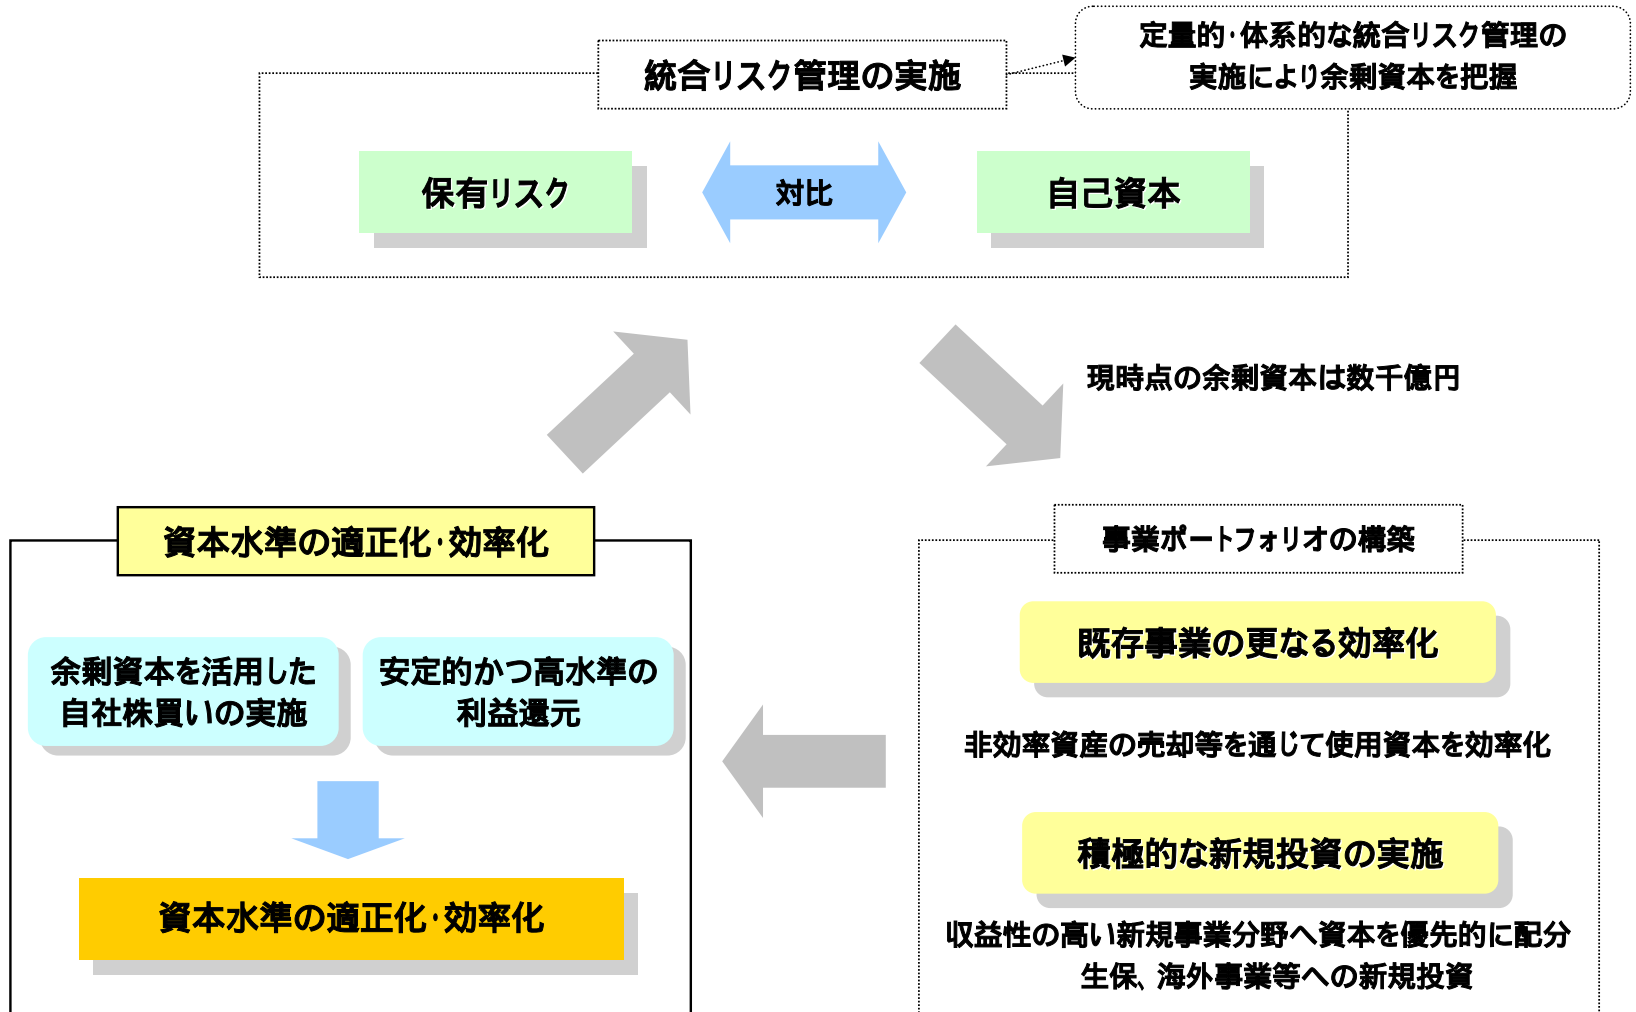 定量的・体系的な統合リスク管理の
実施により余剰資本を把握
統合リスク管理の実施
保有リスク
対比
自己資本
現時点の余剰資本は数千億円
資本水準の適正化・効率化
余剰資本を活用した
自社株買いの実施
安定的かつ高水準の
利益還元
資本水準の適正化・効率化
事業ポートフォリオの構築
既存事業の更なる効率化
非効率資産の売却等を通じて使用資本を効率化
積極的な新規投資の実施
収益性の高い新規事業分野へ資本を優先的に配分
生保、海外事業等への新規投資